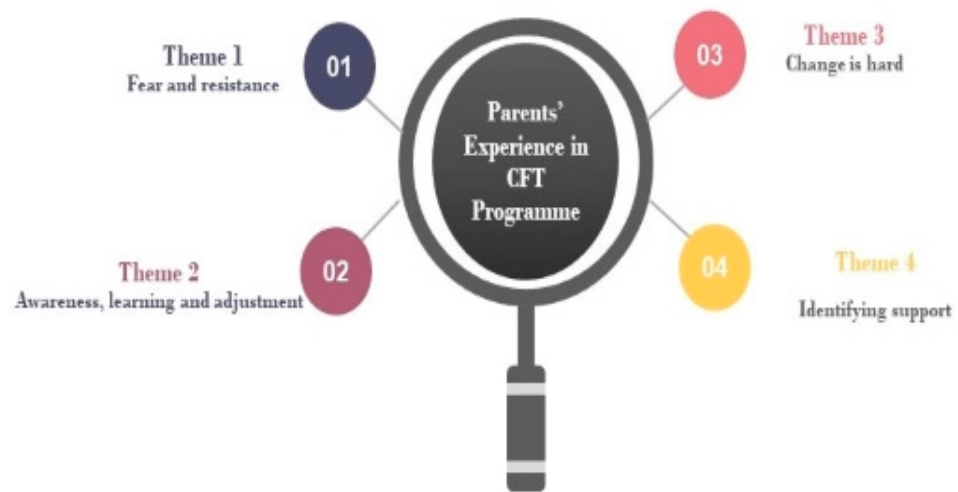 Theme 1
Fear and resistance
01
Theme 2
Awareness, learning and adjustment
02
Parents'
Experience in
CFT
Programme
03
Theme 3
Change is hard
04
Theme 4
Identifying support